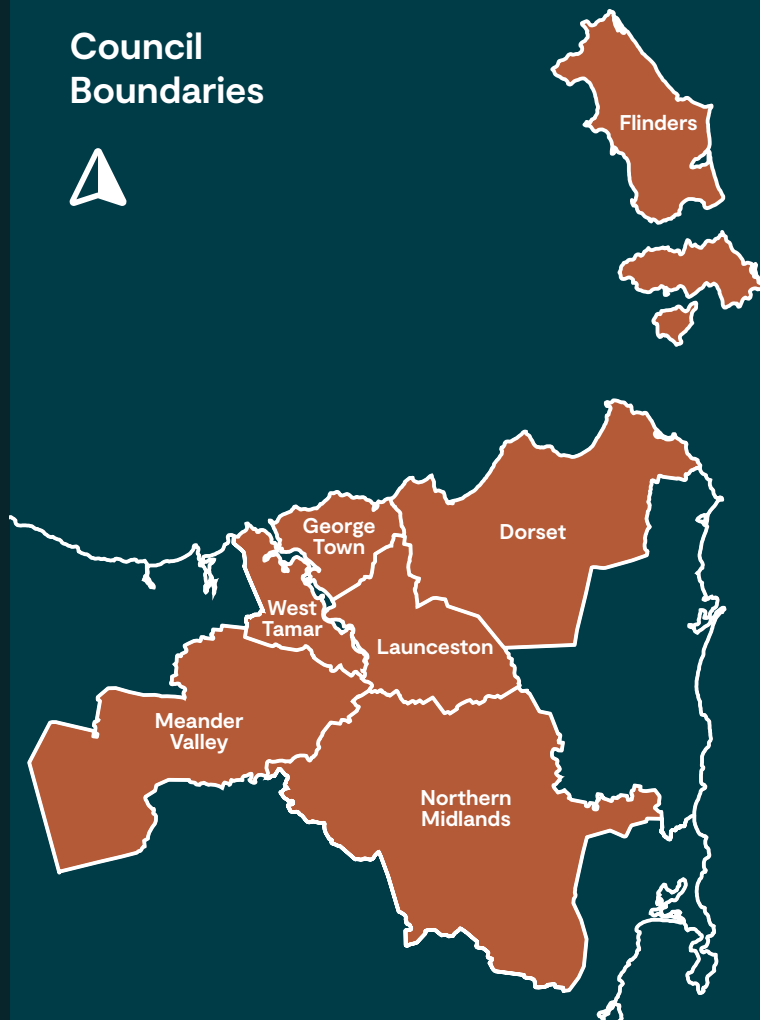 Council
Boundaries
Flinders
George
Town
Dorset
West
Tamar
Launceston
Meander
Valley
Northern
Midlands